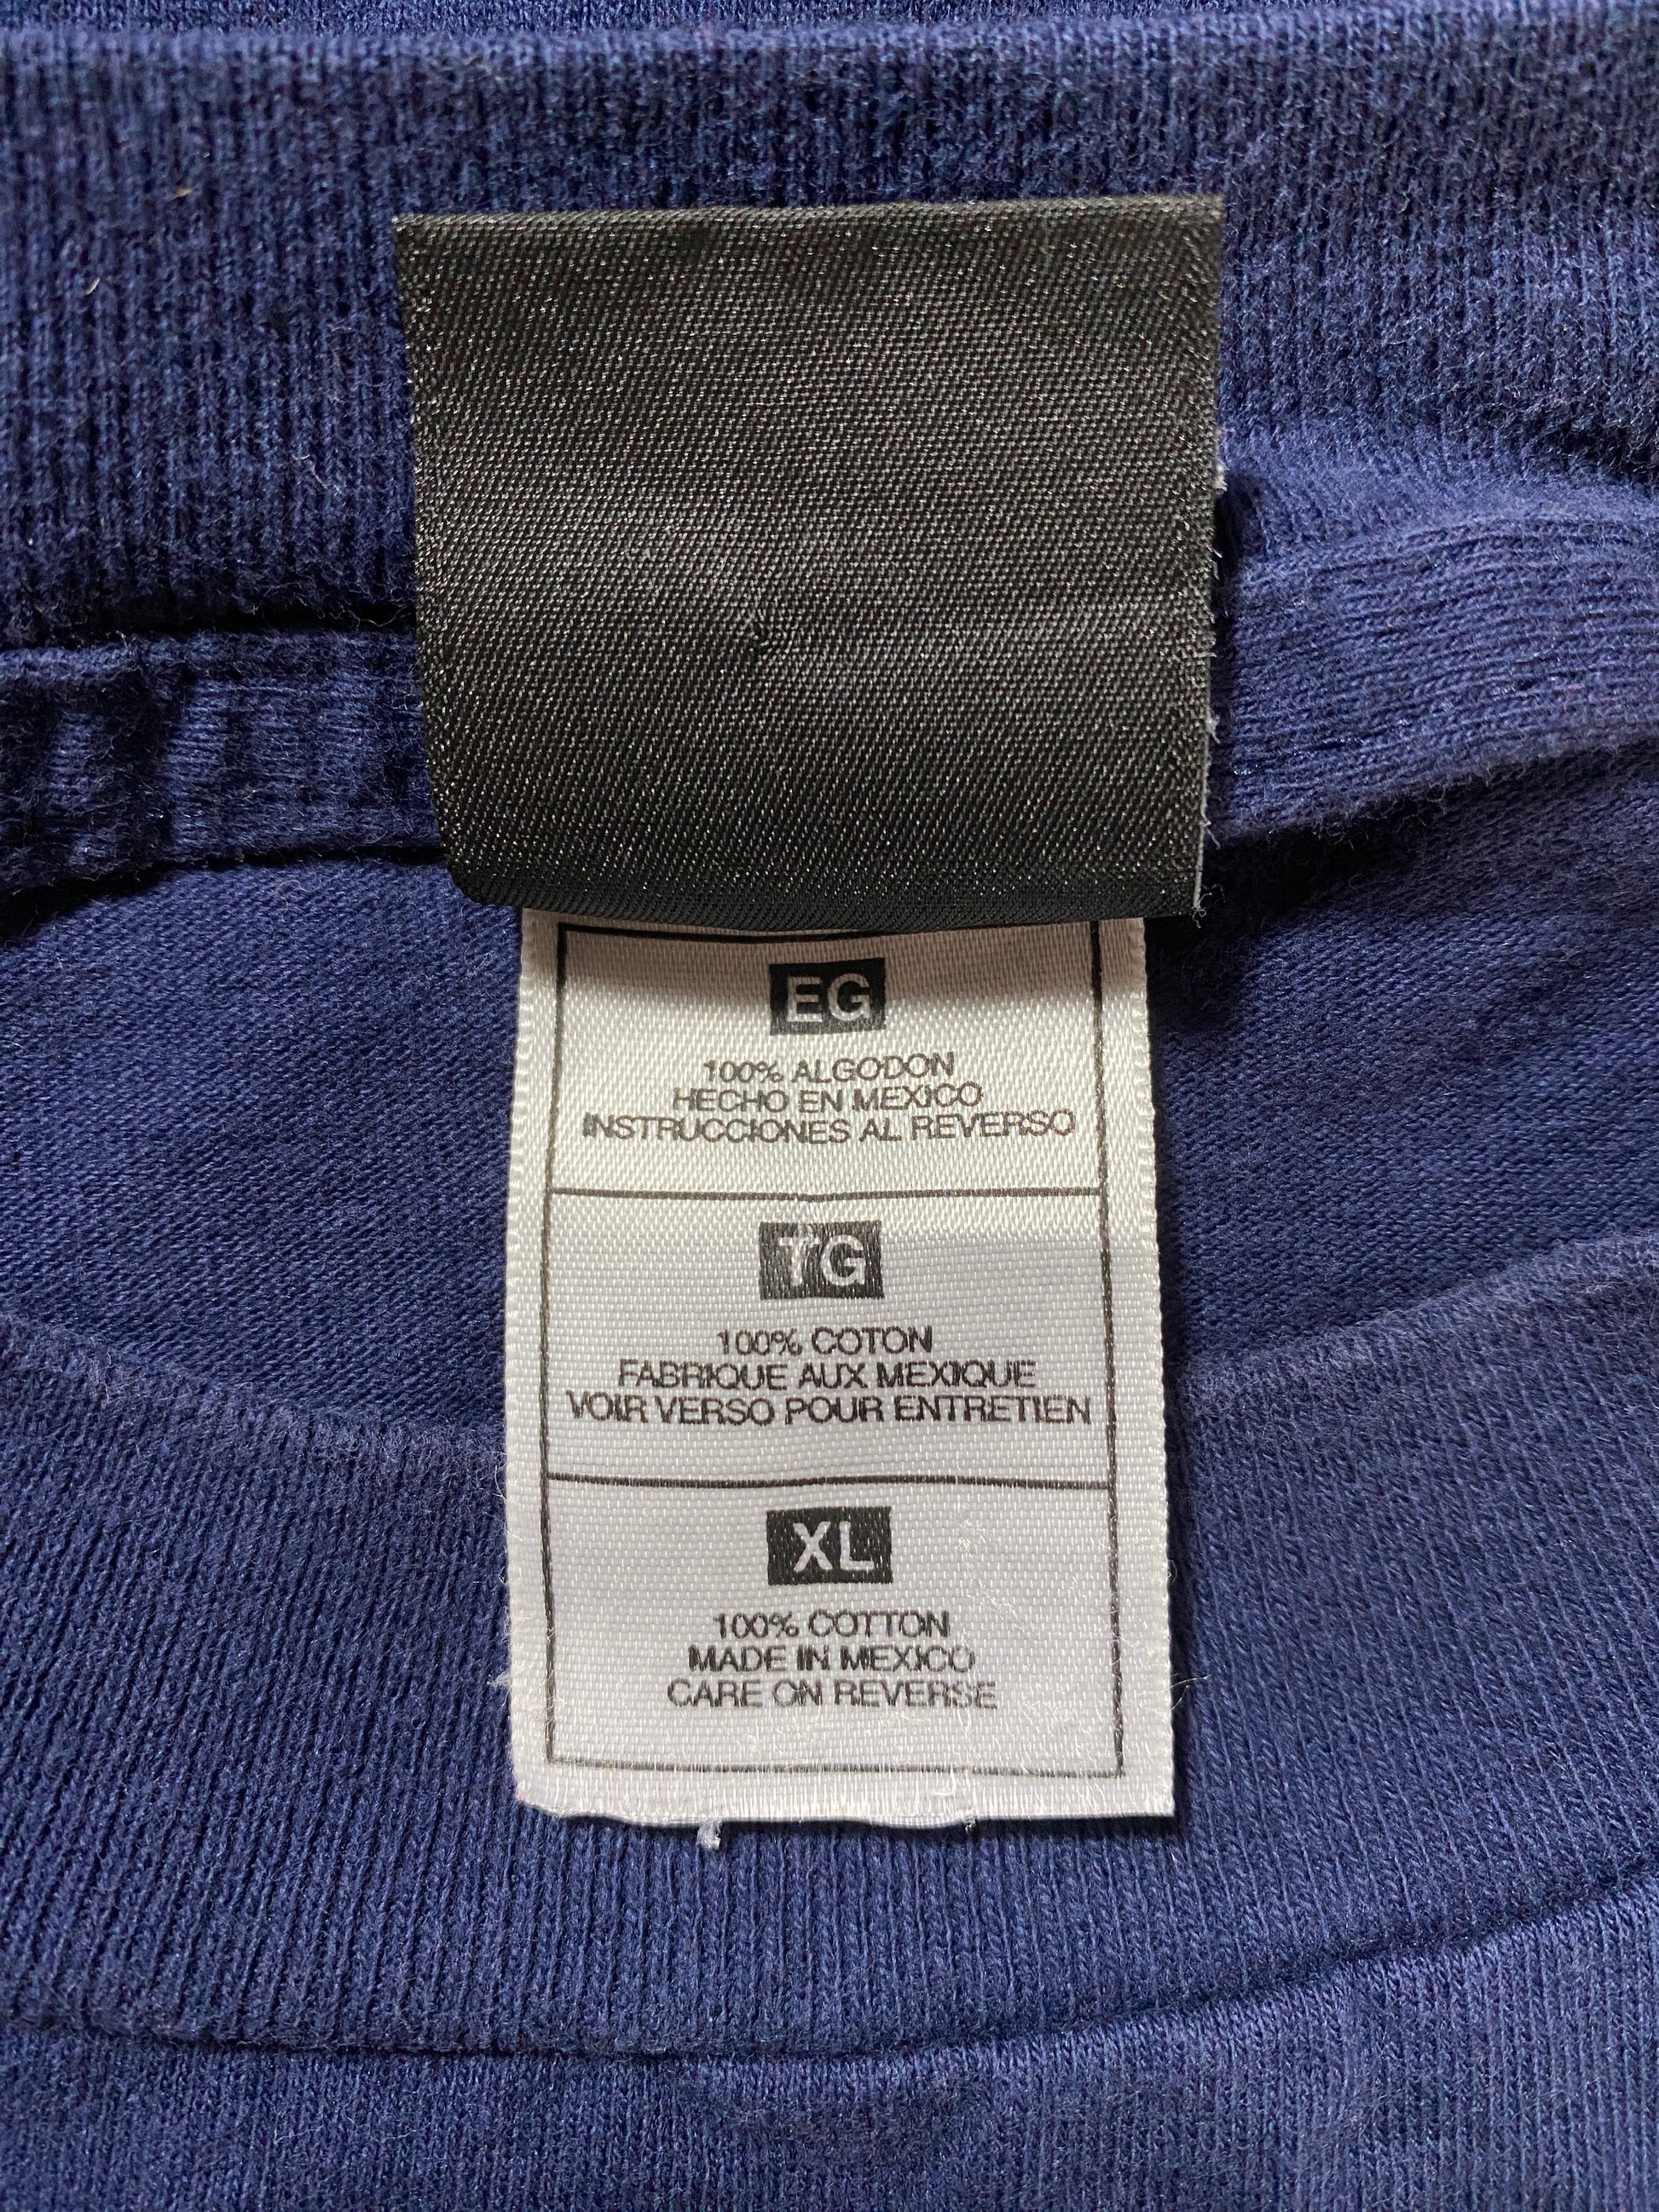 EG
100% ALGODON
HECHO EN MEXICO
INSTRUCCIONES AL REVERSO
TG
100% COTON
FABRIQUE AUX MEXIQUE
VOIR VERSO POUR ENTRETIEN
XL
100% COTTON
MADE IN MEXICO
CARE ON REVERSE